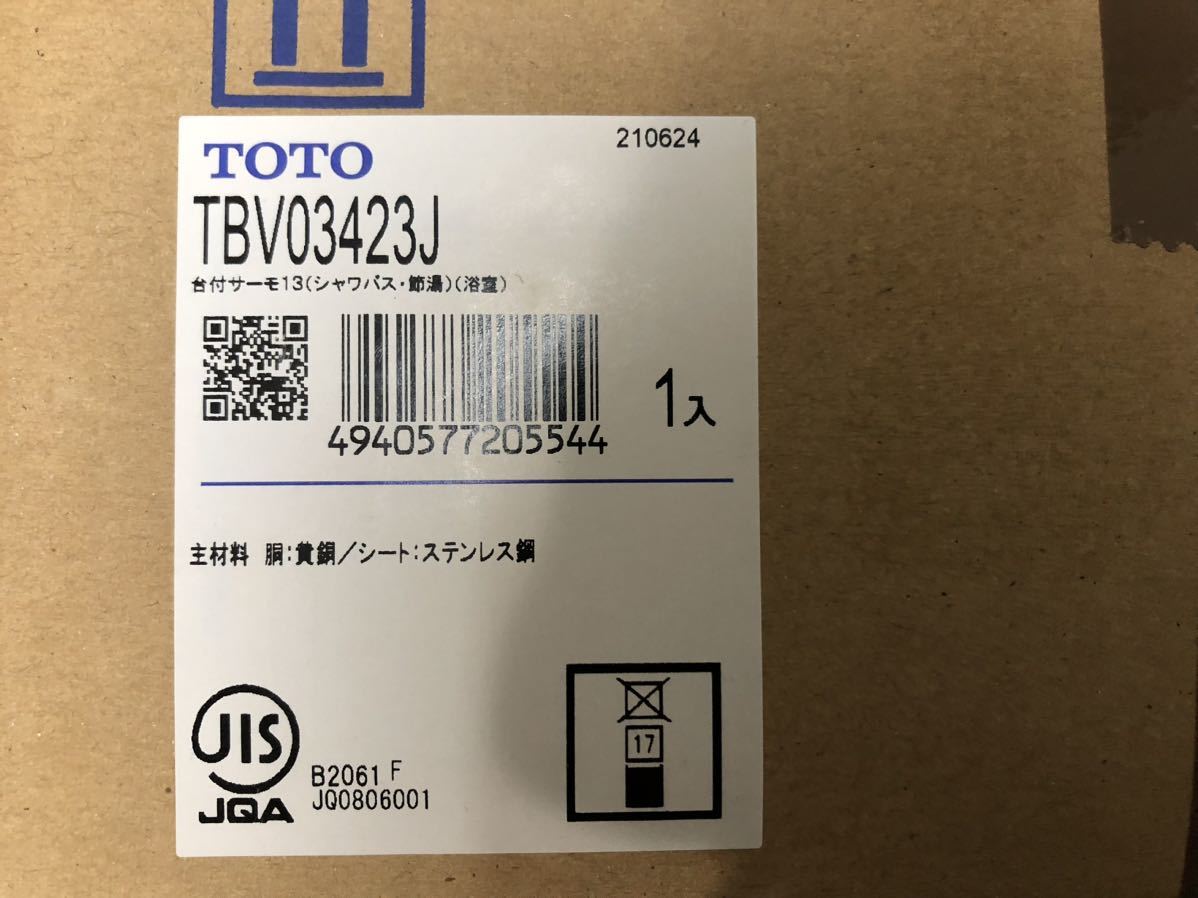 210624
TOTO
TBV03423J
台付サーモ13(シャワバス・節湯)(浴室)
4940577205544
1入
主材料 胴:黄銅/シート:ステンレス鋼
JIS
JQA
B2061 F
JQ0806001
17